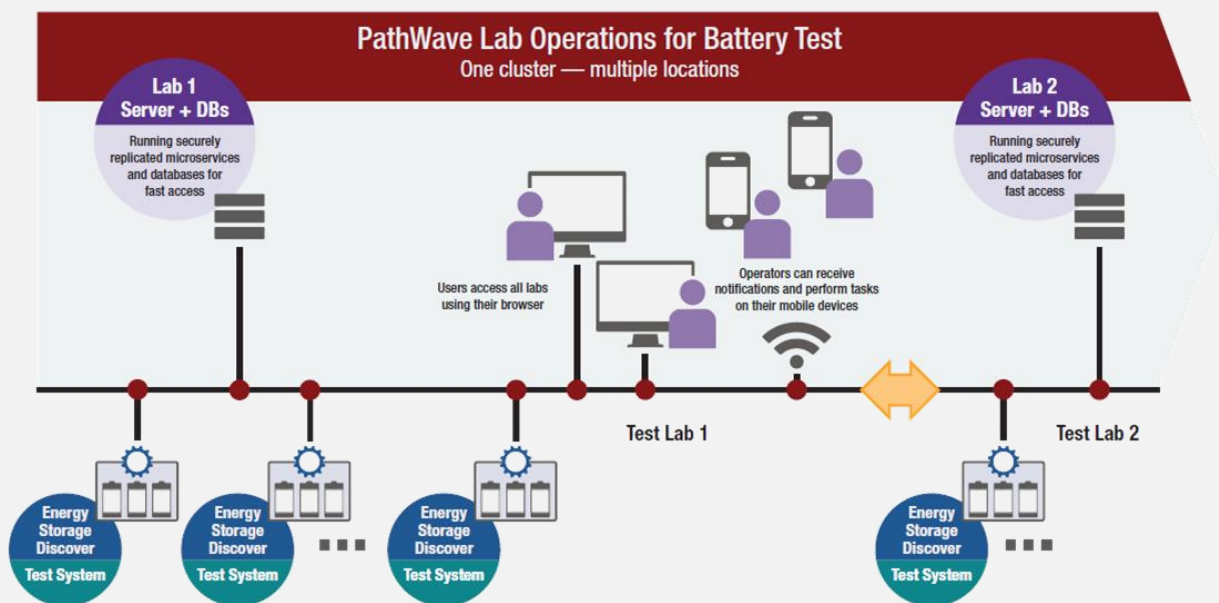 PathWave Lab Operations for Battery Test
One cluster — multiple locations
Lab 1
Server + DBs
Running securely
replicated microservices
and databases for
fast access
Users access all labs
using their browser
Operators can receive
notifications and perform tasks
on their mobile devices
Lab 2
Server + DBs
Running securely
replicated microservices
and databases for
fast access
Test Lab 1
Test Lab 2
Energy
Storage
Discover
Test System
Energy
Storage
Discover
Test System
Energy
Storage
Discover
Test System
Energy
Storage
Discover
Test System